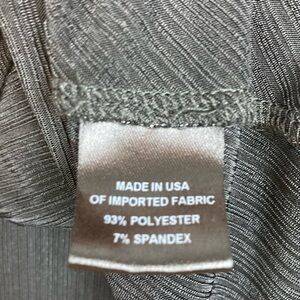 MADE IN USA
OF IMPORTED FABRIC
93% POLYESTER
7% SPANDEX